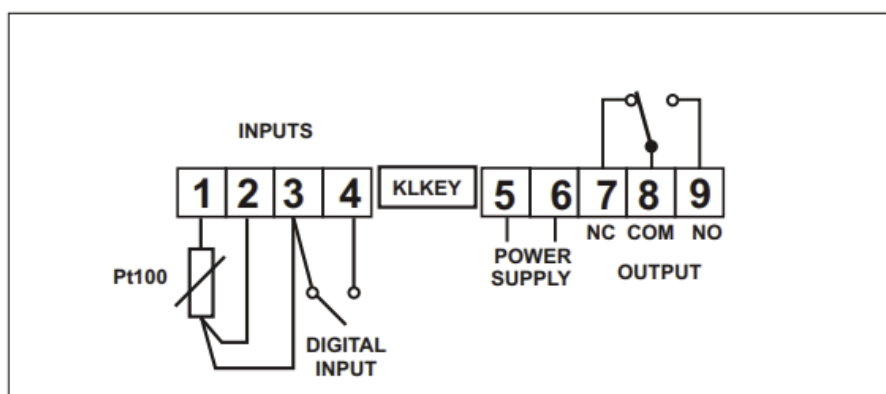 INPUTS
1 2 3 4 KLKEY 5 6 7 8 9
NC COM NO
POWER
SUPPLY
OUTPUT
Pt100
DIGITAL
INPUT